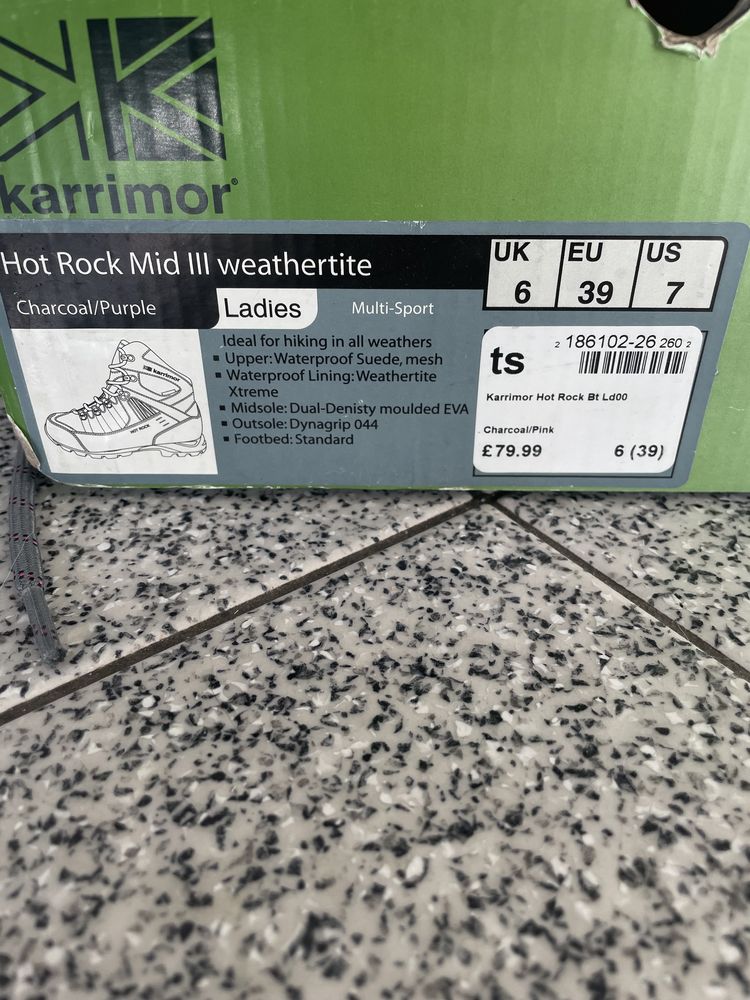 karrimor®
Hot Rock Mid III weathertite
Charcoal/Purple
Ladies
Multi-Sport
UK
6
EU
39
US
7
karrimor
HOT ROCK
Ideal for hiking in all weathers
▪ Upper: Waterproof Suede, mesh
▪ Waterproof Lining: Weathertite
Xtreme
▪ Midsole: Dual-Denisty moulded EVA
▪ Outsole: Dynagrip 044
▪ Footbed: Standard
ts
2 186102-26 260 2
Karrimor Hot Rock Bt Ld00
Charcoal/Pink
£79.99 6 (39)